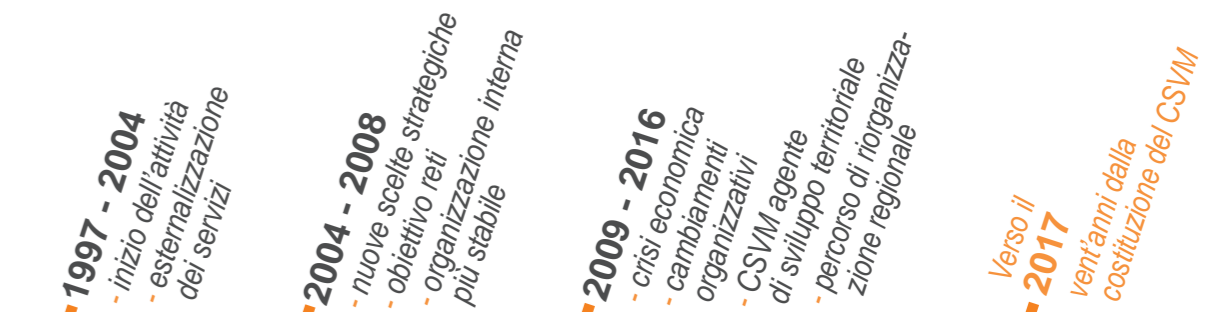 1997 - 2004
- inizio dell'attività
- esternalizzazione
dei servizi
2004 - 2008
- nuove scelte strategiche
- obiettivo reti
- organizzazione interna
più stabile
2009 - 2016
- crisi economica
- cambiamenti
organizzativi
- CSVM agente
di sviluppo territoriale
- percorso di riorganizza-
zione regionale
Verso il
2017
vent'anni dalla
costituzione del CSVM